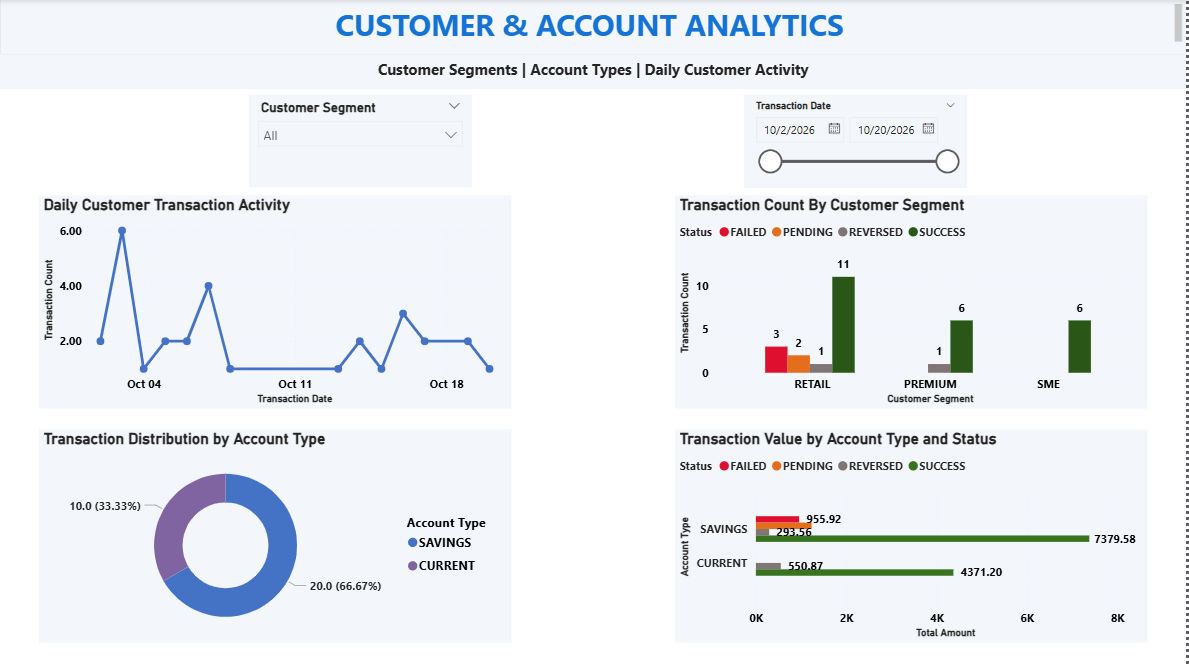 CUSTOMER & ACCOUNT ANALYTICS
Customer Segments | Account Types | Daily Customer Activity
Customer Segment
All
Transaction Date
10/2/2026
10/20/2026
Daily Customer Transaction Activity
Transaction Count
6.00
4.00
2.00
Oct 04
Oct 11
Oct 18
Transaction Date
Transaction Count By Customer Segment
Status FAILED PENDING REVERSED SUCCESS
Transaction Count
10
5
0
3
2
1
11
1
6
6
RETAIL
PREMIUM
SME
Customer Segment
Transaction Distribution by Account Type
10.0 (33.33%)
20.0 (66.67%)
Account Type
SAVINGS
CURRENT
Transaction Value by Account Type and Status
Status FAILED PENDING REVERSED SUCCESS
Account Type
SAVINGS
955.92
293.56
7379.58
CURRENT
550.87
4371.20
0K
2K
4K
6K
8K
Total Amount